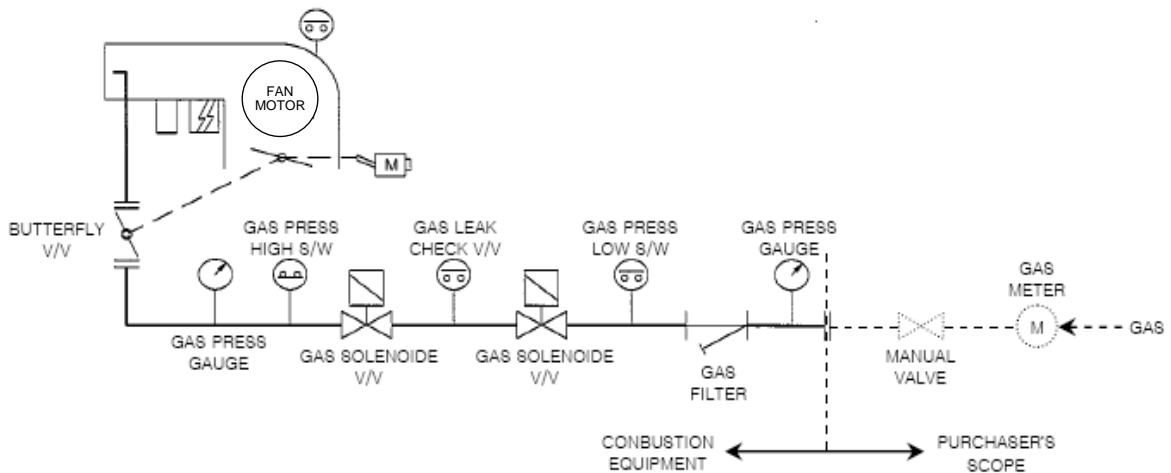 FAN
MOTOR
M
BUTTERFLY
V/V
GAS PRESS
HIGH S/W
GAS LEAK
CHECK V/V
GAS PRESS
LOW S/W
GAS PRESS
GAUGE
GAS
METER
M
GAS
GAS PRESS
GAUGE
GAS SOLENOIDE
V/V
GAS SOLENOIDE
V/V
GAS
FILTER
MANUAL
VALVE
CONBUSTION
EQUIPMENT
PURCHASER'S
SCOPE